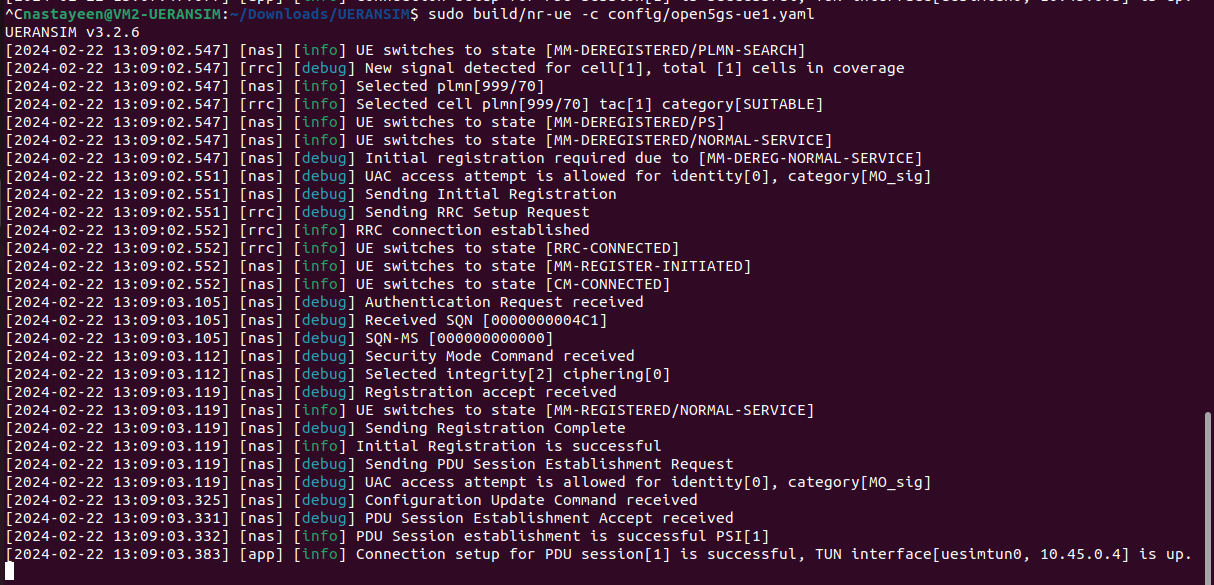 ^Cnastayeen@VM2-UERANSIM:~/Downloads/UERANSIM$ sudo build/nr-ue -c config/open5gs-ue1.yaml
UERANSIM v3.2.6
[2024-02-22 13:09:02.547] [nas] [info] UE switches to state [MM-DEREGISTERED/PLMN-SEARCH]
[2024-02-22 13:09:02.547] [rrc] [debug] New signal detected for cell[1], total [1] cells in coverage
[2024-02-22 13:09:02.547] [nas] [info] Selected plmn[999/70]
[2024-02-22 13:09:02.547] [rrc] [info] Selected cell plmn[999/70] tac[1] category[SUITABLE]
[2024-02-22 13:09:02.547] [nas] [info] UE switches to state [MM-DEREGISTERED/PS]
[2024-02-22 13:09:02.547] [nas] [info] UE switches to state [MM-DEREGISTERED/NORMAL-SERVICE]
[2024-02-22 13:09:02.547] [nas] [debug] Initial registration required due to [MM-DEREG-NORMAL-SERVICE]
[2024-02-22 13:09:02.551] [nas] [debug] UAC access attempt is allowed for identity[0], category[MO_sig]
[2024-02-22 13:09:02.551] [nas] [debug] Sending Initial Registration
[2024-02-22 13:09:02.551] [rrc] [debug] Sending RRC Setup Request
[2024-02-22 13:09:02.552] [rrc] [info] RRC connection established
[2024-02-22 13:09:02.552] [rrc] [info] UE switches to state [RRC-CONNECTED]
[2024-02-22 13:09:02.552] [nas] [info] UE switches to state [MM-REGISTER-INITIATED]
[2024-02-22 13:09:02.552] [nas] [info] UE switches to state [CM-CONNECTED]
[2024-02-22 13:09:03.105] [nas] [debug] Authentication Request received
[2024-02-22 13:09:03.105] [nas] [debug] Received SQN [0000000004C1]
[2024-02-22 13:09:03.105] [nas] [debug] SQN-MS [000000000000]
[2024-02-22 13:09:03.112] [nas] [debug] Security Mode Command received
[2024-02-22 13:09:03.112] [nas] [debug] Selected integrity[2] ciphering[0]
[2024-02-22 13:09:03.119] [nas] [debug] Registration accept received
[2024-02-22 13:09:03.119] [nas] [info] UE switches to state [MM-REGISTERED/NORMAL-SERVICE]
[2024-02-22 13:09:03.119] [nas] [debug] Sending Registration Complete
[2024-02-22 13:09:03.119] [nas] [info] Initial Registration is successful
[2024-02-22 13:09:03.119] [nas] [debug] Sending PDU Session Establishment Request
[2024-02-22 13:09:03.119] [nas] [debug] UAC access attempt is allowed for identity[0], category[MO_sig]
[2024-02-22 13:09:03.325] [nas] [debug] Configuration Update Command received
[2024-02-22 13:09:03.331] [nas] [debug] PDU Session Establishment Accept received
[2024-02-22 13:09:03.332] [nas] [info] PDU Session establishment is successful PSI[1]
[2024-02-22 13:09:03.383] [app] [info] Connection setup for PDU session[1] is successful, TUN interface[uesimtun0, 10.45.0.4] is up.